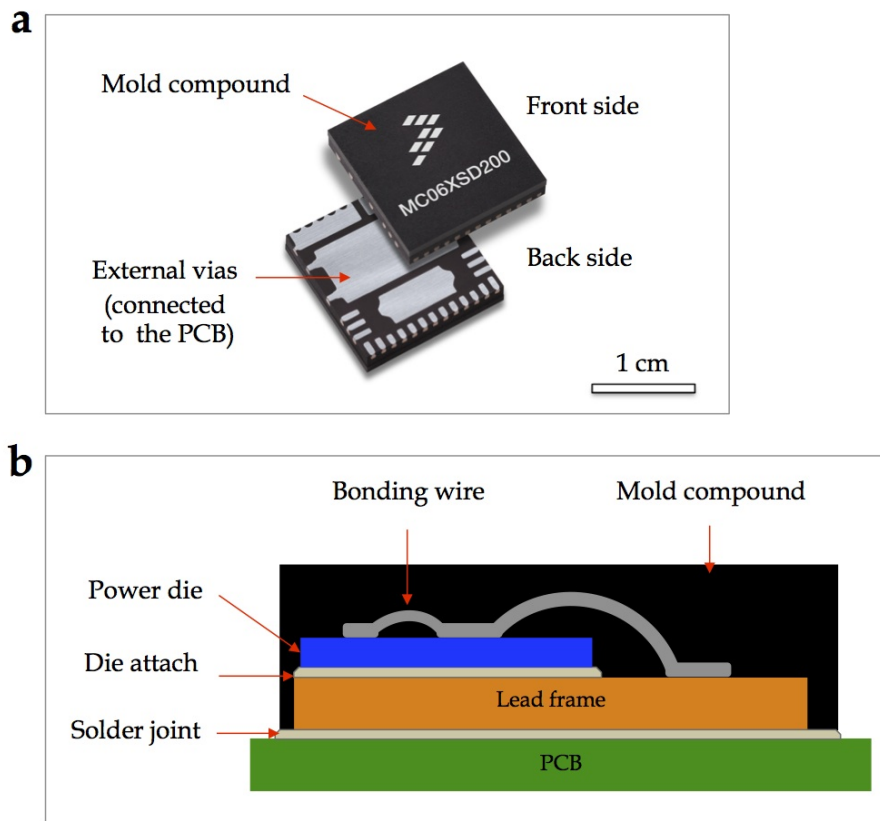 a
Mold compound
Front side
MC06XSD200
External vias
(connected
to the PCB)
Back side
1 cm
b
Bonding wire
Mold compound
Power die
Die attach
Lead frame
Solder joint
PCB